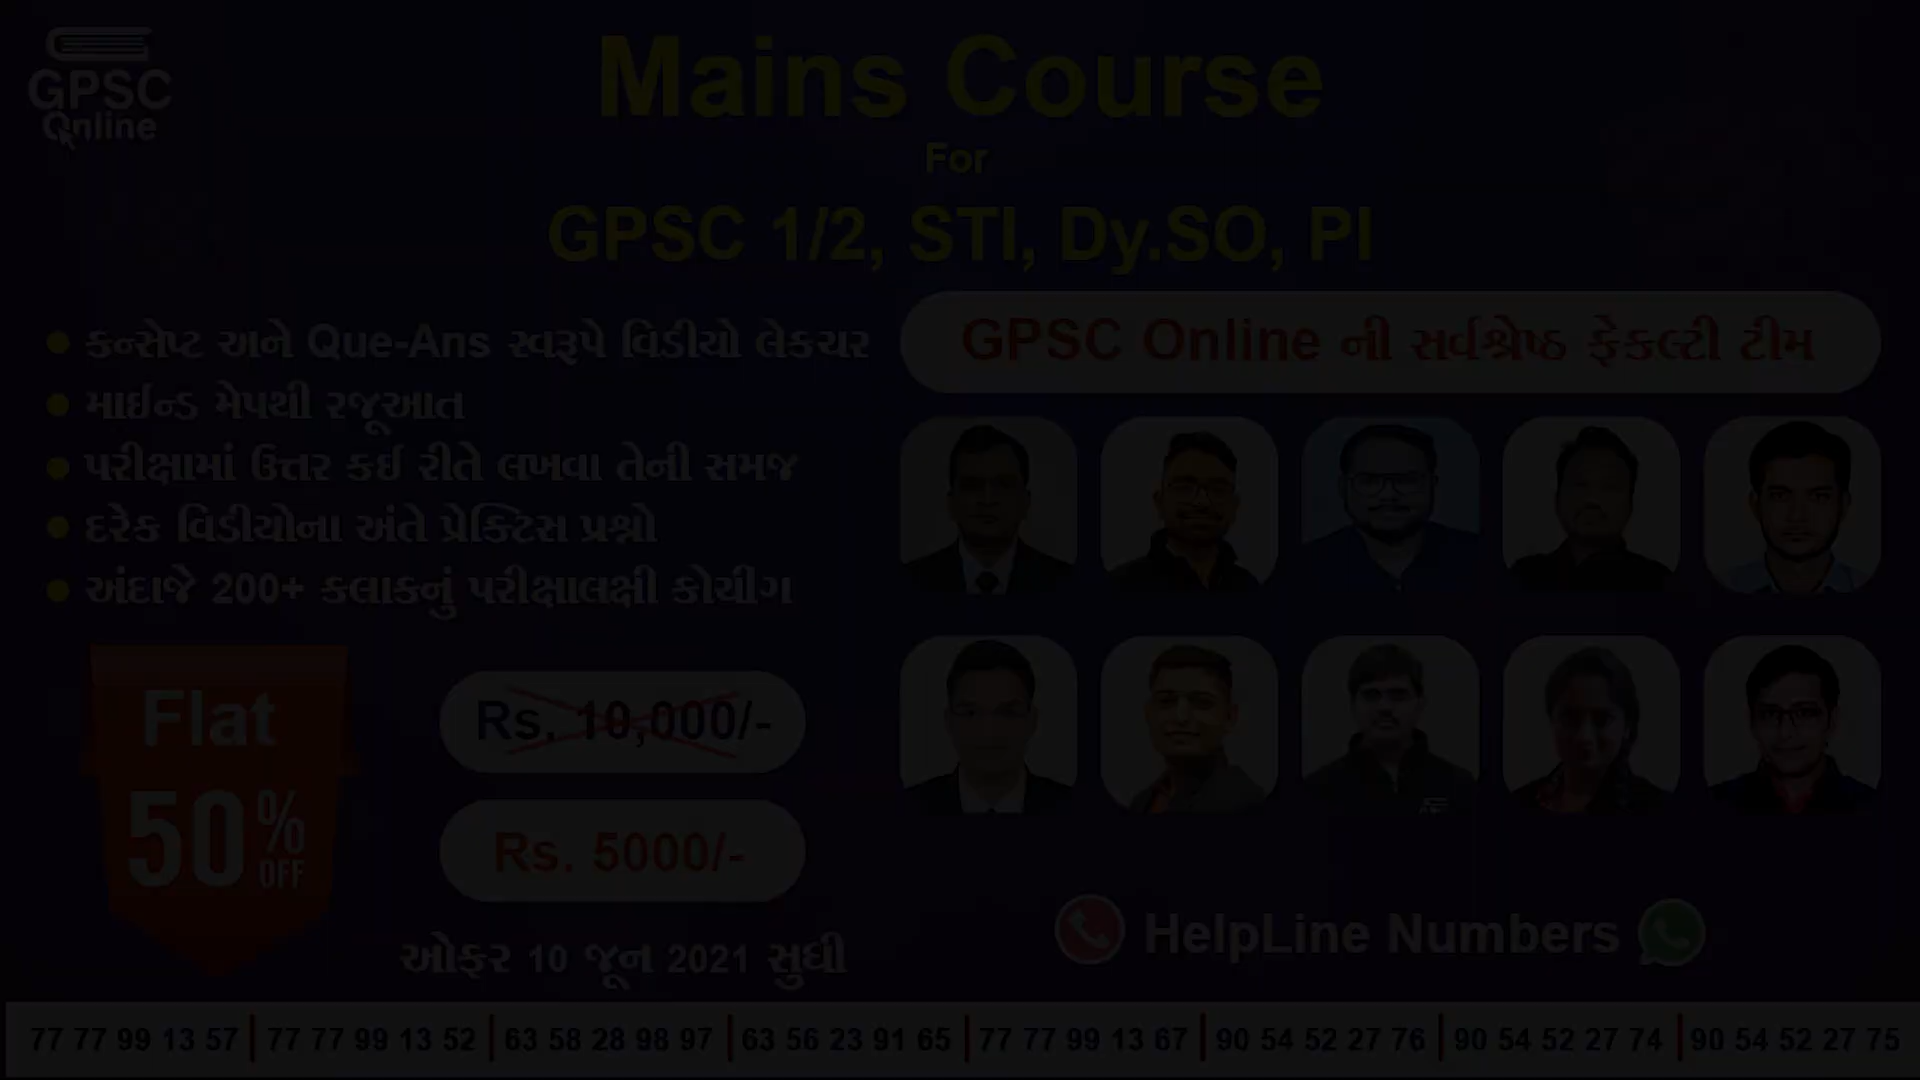 GPSC
Online
Mains Course
For
GPSC 1/2, STI, Dy.SO, PI
કન્સેપ્ટ અને Que-Ans સ્વરૂપે વિડીયો લેકચર
માઈન્ડ મેપથી રજૂઆત
પરીક્ષામાં ઉત્તર કઈ રીતે લખવા તેની સમજ
દરેક વિડીયોના અંતે પ્રેક્ટિસ પ્રશ્નો
અંદાજે 200+ કલાકનું પરીક્ષાલક્ષી કોચીંગ
GPSC Online ની સર્વશ્રેષ્ઠ ફેકલ્ટી ટીમ
Flat
50% OFF
Rs. 10,000/-
Rs. 5000/-
ઓફર 10 જૂન 2021 સુધી
HelpLine Numbers
77 77 99 13 57 | 77 77 99 13 52 | 63 58 28 98 97 | 63 56 23 91 65 | 77 77 99 13 67 | 90 54 52 27 76 | 90 54 52 27 74 | 90 54 52 27 75